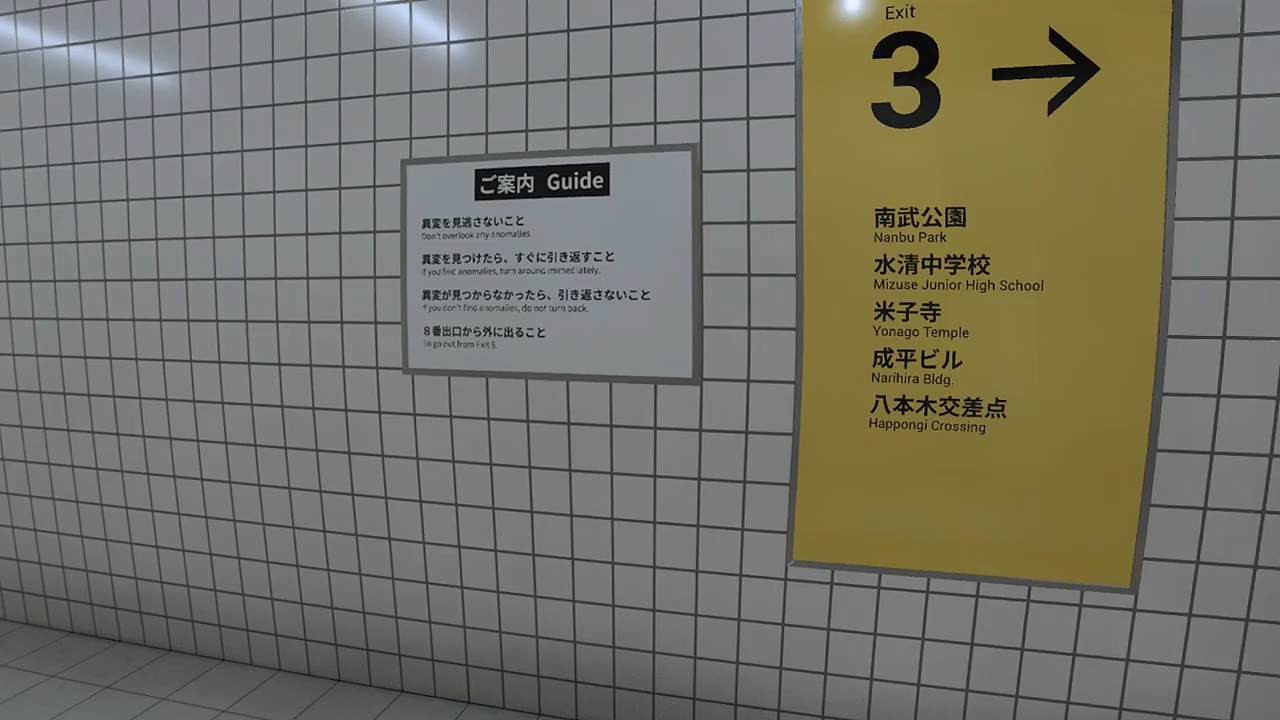 ご案内 Guide
異変を見逃さないこと
Don't overlook any anomalies.
異変を見つけたら、すぐに引き返すこと
If you find anomalies, turn around immediately.
異変が見つからなかったら、引き返さないこと
If you don't find anomalies, do not turn back.
8番出口から外に出ること
To go out from Exit 8.
Exit
3 →
南武公園
Nanbu Park
水清中学校
Mizuse Junior High School
米子寺
Yonago Temple
成平ビル
Narihira Bldg.
八本木交差点
Happongi Crossing